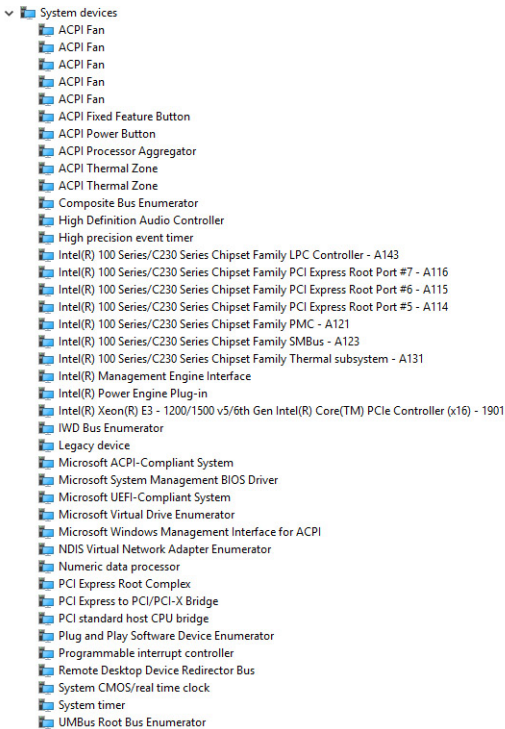 System devices
ACPI Fan
ACPI Fan
ACPI Fan
ACPI Fan
ACPI Fan
ACPI Fixed Feature Button
ACPI Power Button
ACPI Processor Aggregator
ACPI Thermal Zone
ACPI Thermal Zone
Composite Bus Enumerator
High Definition Audio Controller
High precision event timer
Intel(R) 100 Series/C230 Series Chipset Family LPC Controller - A143
Intel(R) 100 Series/C230 Series Chipset Family PCI Express Root Port #7 - A116
Intel(R) 100 Series/C230 Series Chipset Family PCI Express Root Port #6 - A115
Intel(R) 100 Series/C230 Series Chipset Family PCI Express Root Port #5 - A114
Intel(R) 100 Series/C230 Series Chipset Family PMC - A121
Intel(R) 100 Series/C230 Series Chipset Family SMBus - A123
Intel(R) 100 Series/C230 Series Chipset Family Thermal subsystem - A131
Intel(R) Management Engine Interface
Intel(R) Power Engine Plug-in
Intel(R) Xeon(R) E3 - 1200/1500 v5/6th Gen Intel(R) Core(TM) PCIe Controller (x16) - 1901
IWD Bus Enumerator
Legacy device
Microsoft ACPI-Compliant System
Microsoft System Management BIOS Driver
Microsoft UEFI-Compliant System
Microsoft Virtual Drive Enumerator
Microsoft Windows Management Interface for ACPI
NDIS Virtual Network Adapter Enumerator
Numeric data processor
PCI Express Root Complex
PCI Express to PCI/PCI-X Bridge
PCI standard host CPU bridge
Plug and Play Software Device Enumerator
Programmable interrupt controller
Remote Desktop Device Redirector Bus
System CMOS/real time clock
System timer
UMBus Root Bus Enumerator